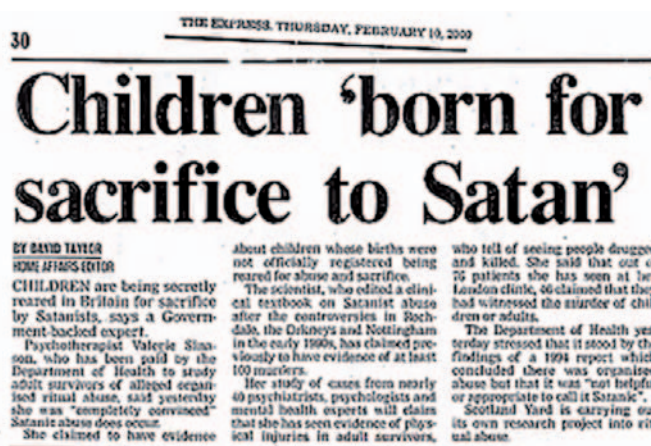 THE EXPRESS, THURSDAY, FEBRUARY 10, 2000
30
Children ‘born for
sacrifice to Satan’
BY DAVID TAYLOR
HOME AFFAIRS EDITOR
CHILDREN are being secretly
reared in Britain for sacrifice
by Satanists, says a Govern-
ment-backed expert.
Psychotherapist Valerie Sina-
son, who has been paid by the
Department of Health to study
adult survivors of alleged organ-
ised ritual abuse, said yesterday
she was "completely convinced"
Satanic abuse does occur.
She claimed to have evidence
about children whose births were
not officially registered being
reared for abuse and sacrifice.
The scientist, who edited a clini-
cal textbook on Satanist abuse
after the controversies in Roch-
dale, the Orkneys and Nottingham
in the early 1990s, has claimed pre-
viously to have evidence of at least
100 murders.
Her study of cases from nearly
40 psychiatrists, psychologists and
mental health experts will claim
that she has seen evidence of phys-
ical injuries in adult survivors,
who tell of seeing people drugged
and killed. She said that out o
76 patients she has seen at he
London clinic, 46 claimed that they
had witnessed the murder of chil
dren or adults.
The Department of Health yes
terday stressed that it stood by the
findings of a 1994 report which
concluded there was organised
abuse but that it was "not helpfu
or appropriate to call it Satanic".
Scotland Yard is carrying ou
its own research project into rit
ual abuse.